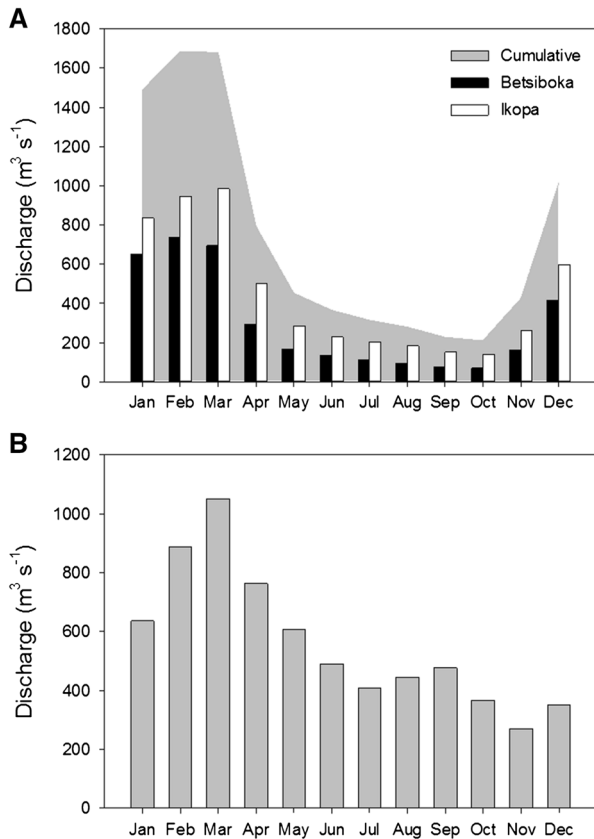 A
Discharge (m³ s⁻¹)
1800
1600
1400
1200
1000
800
600
400
200
0
Cumulative
Betsiboka
Ikopa
Jan Feb Mar Apr May Jun Jul Aug Sep Oct Nov Dec
B
Discharge (m³ s⁻¹)
1200
1000
800
600
400
200
0
Jan Feb Mar Apr May Jun Jul Aug Sep Oct Nov Dec